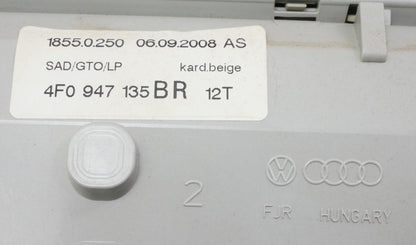 1855.0.250 06.09.2008 AS
SAD/GTO/LP kard.beige
4F0 947 135 BR 12T
2
FJR HUNGARY